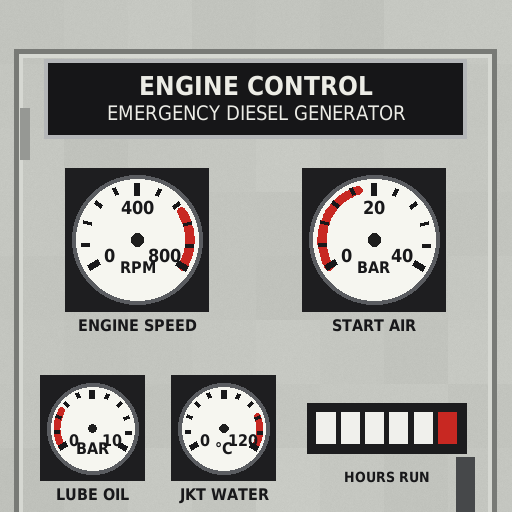 ENGINE CONTROL
EMERGENCY DIESEL GENERATOR
400
0 800
RPM
ENGINE SPEED
20
0 40
BAR
START AIR
0 10
BAR
LUBE OIL
0 120
°C
JKT WATER
HOURS RUN